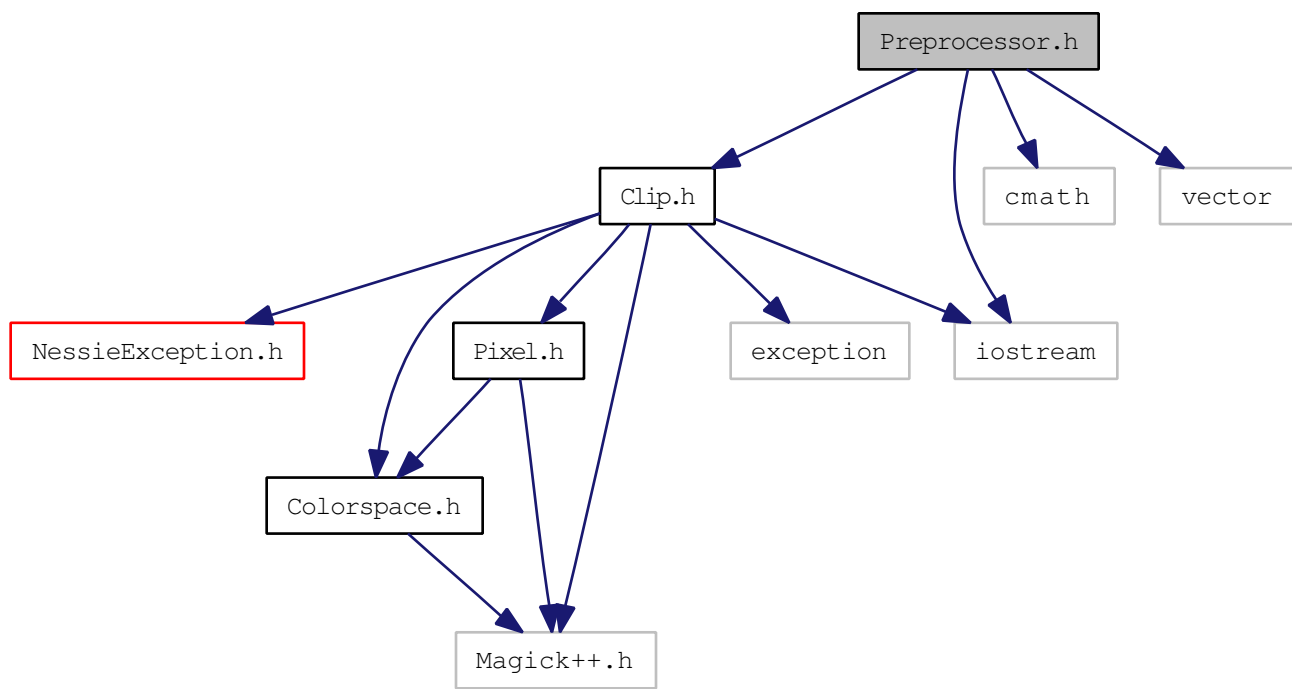 Preprocessor.h
Clip.h
cmath
vector
NessieException.h
Pixel.h
exception
iostream
Colorspace.h
Magick++.h